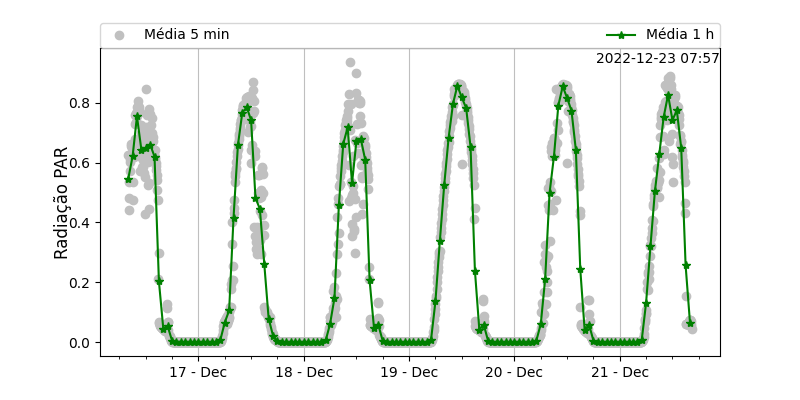 Média 5 min
Média 1 h
2022-12-23 07:57
Radiação PAR
0.8
0.6
0.4
0.2
0.0
17 - Dec
18 - Dec
19 - Dec
20 - Dec
21 - Dec